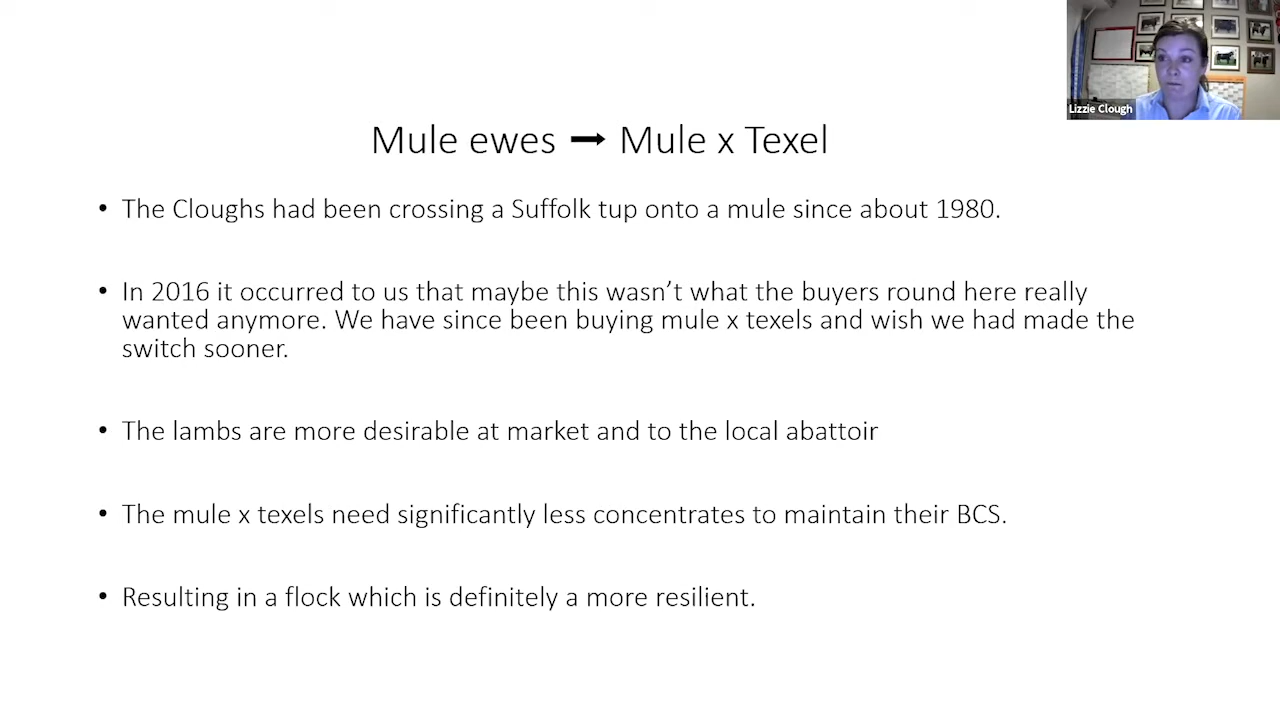 Lizzie Clough
Mule ewes ➞ Mule x Texel
• The Cloughs had been crossing a Suffolk tup onto a mule since about 1980.
• In 2016 it occurred to us that maybe this wasn’t what the buyers round here really
wanted anymore. We have since been buying mule x texels and wish we had made the
switch sooner.
• The lambs are more desirable at market and to the local abattoir
• The mule x texels need significantly less concentrates to maintain their BCS.
• Resulting in a flock which is definitely a more resilient.